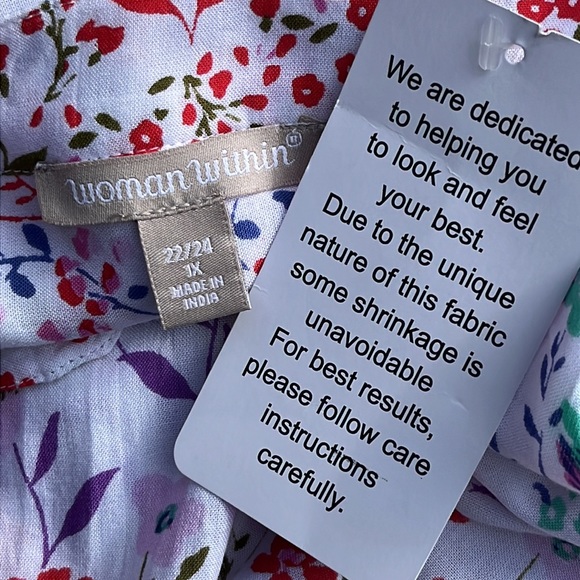 woman within
22/24
1X
MADE IN
INDIA
We are dedicated
to helping you
to look and feel
your best.
Due to the unique
nature of this fabric
some shrinkage is
unavoidable
For best results,
please follow care
instructions
carefully.